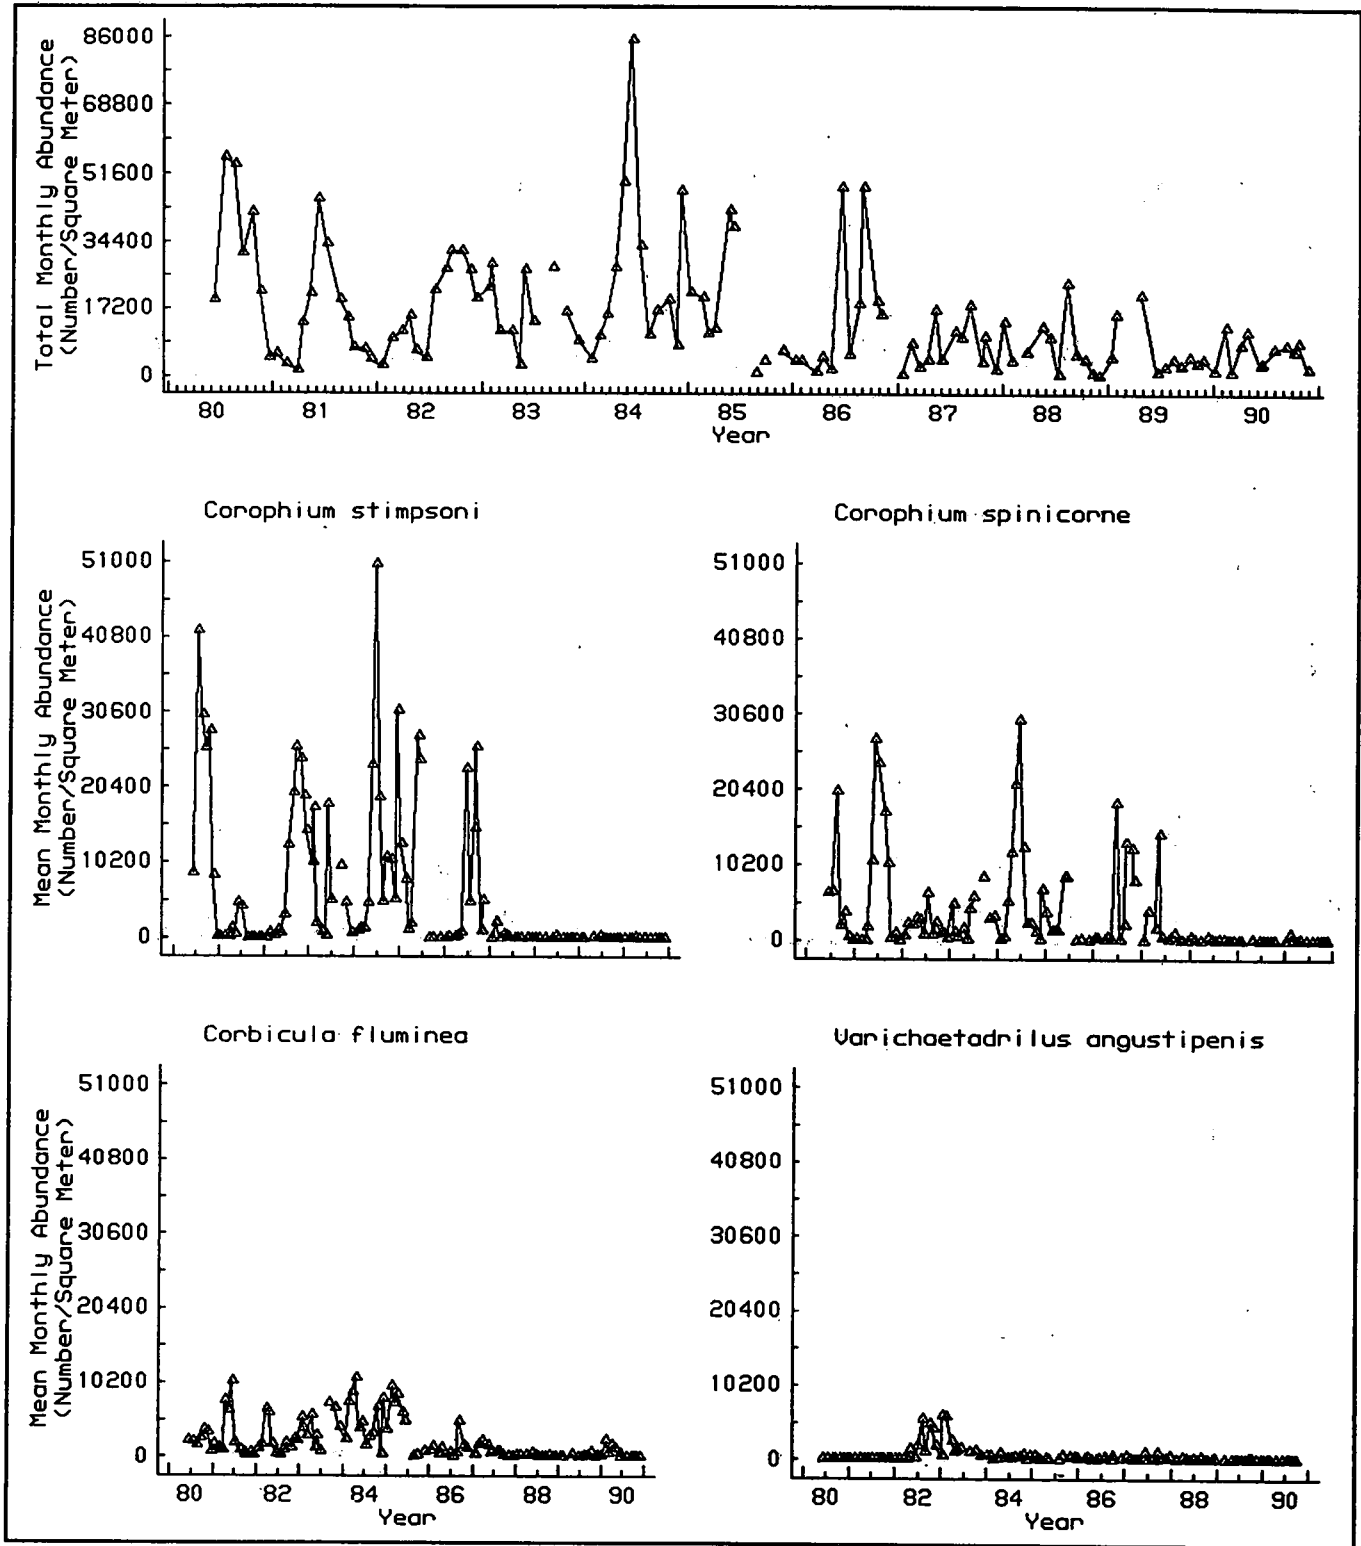 Total Monthly Abundance
(Number/Square Meter)
86000
68800
51600
34400
17200
0
80 81 82 83 84 85 86 87 88 89 90
Year
Corophium stimpsoni
Mean Monthly Abundance
(Number/Square Meter)
51000
40800
30600
20400
10200
0
Corophium spinicorne
51000
40800
30600
20400
10200
0
Corbicula fluminea
Mean Monthly Abundance
(Number/Square Meter)
51000
40800
30600
20400
10200
0
80 82 84 86 88 90
Year
Varichaetadrilus angustipenis
51000
40800
30600
20400
10200
0
80 82 84 86 88 90
Year